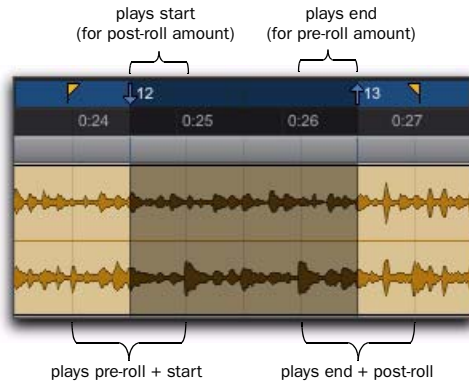 plays start
(for post-roll amount)
plays end
(for pre-roll amount)
12
13
0:24
0:25
0:26
0:27
plays pre-roll + start
plays end + post-roll